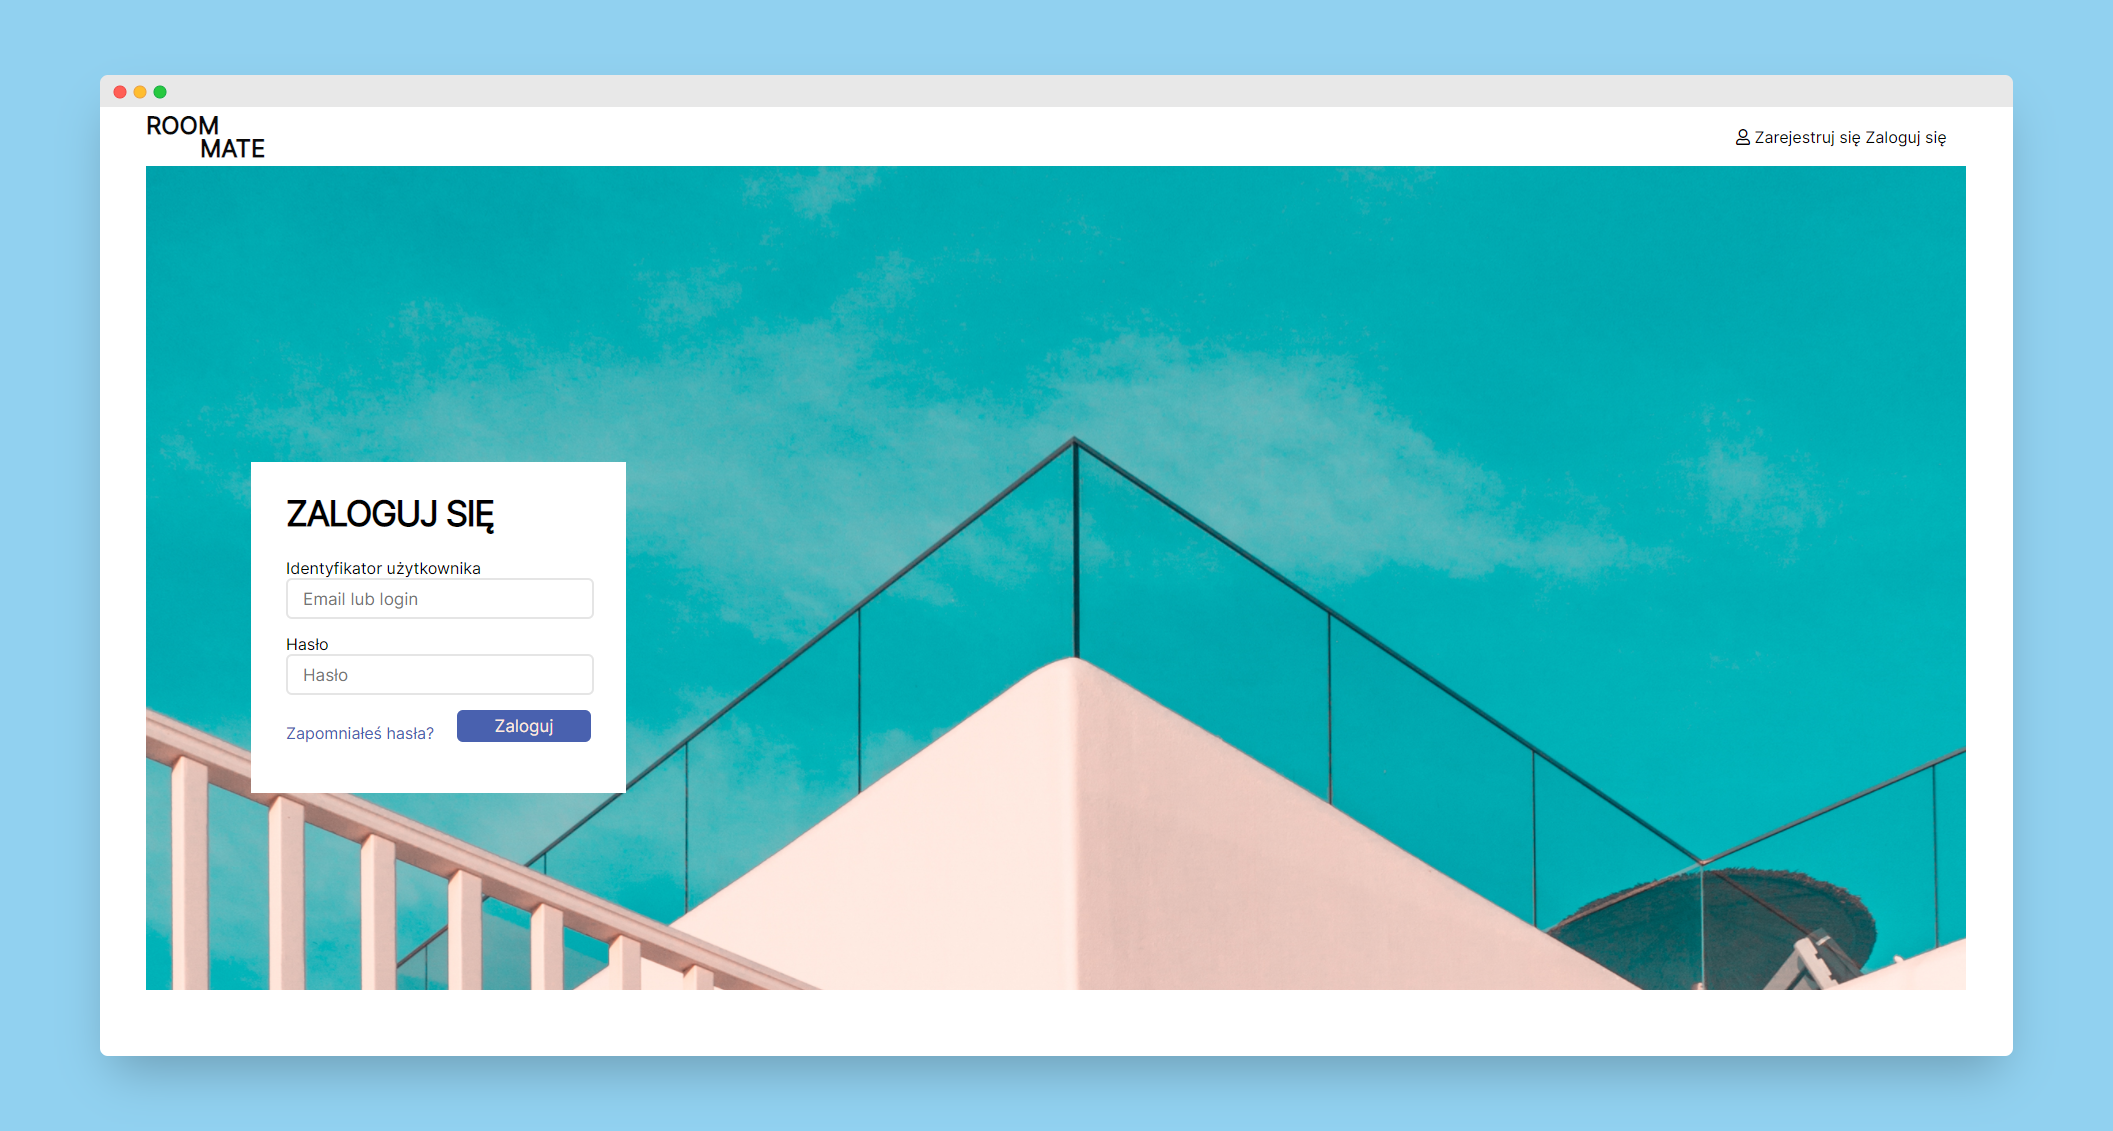 ROOM
MATE
Zarejestruj się Zaloguj się
ZALOGUJ SIĘ
Identyfikator użytkownika
Email lub login
Hasło
Hasło
Zapomniałeś hasła? Zaloguj